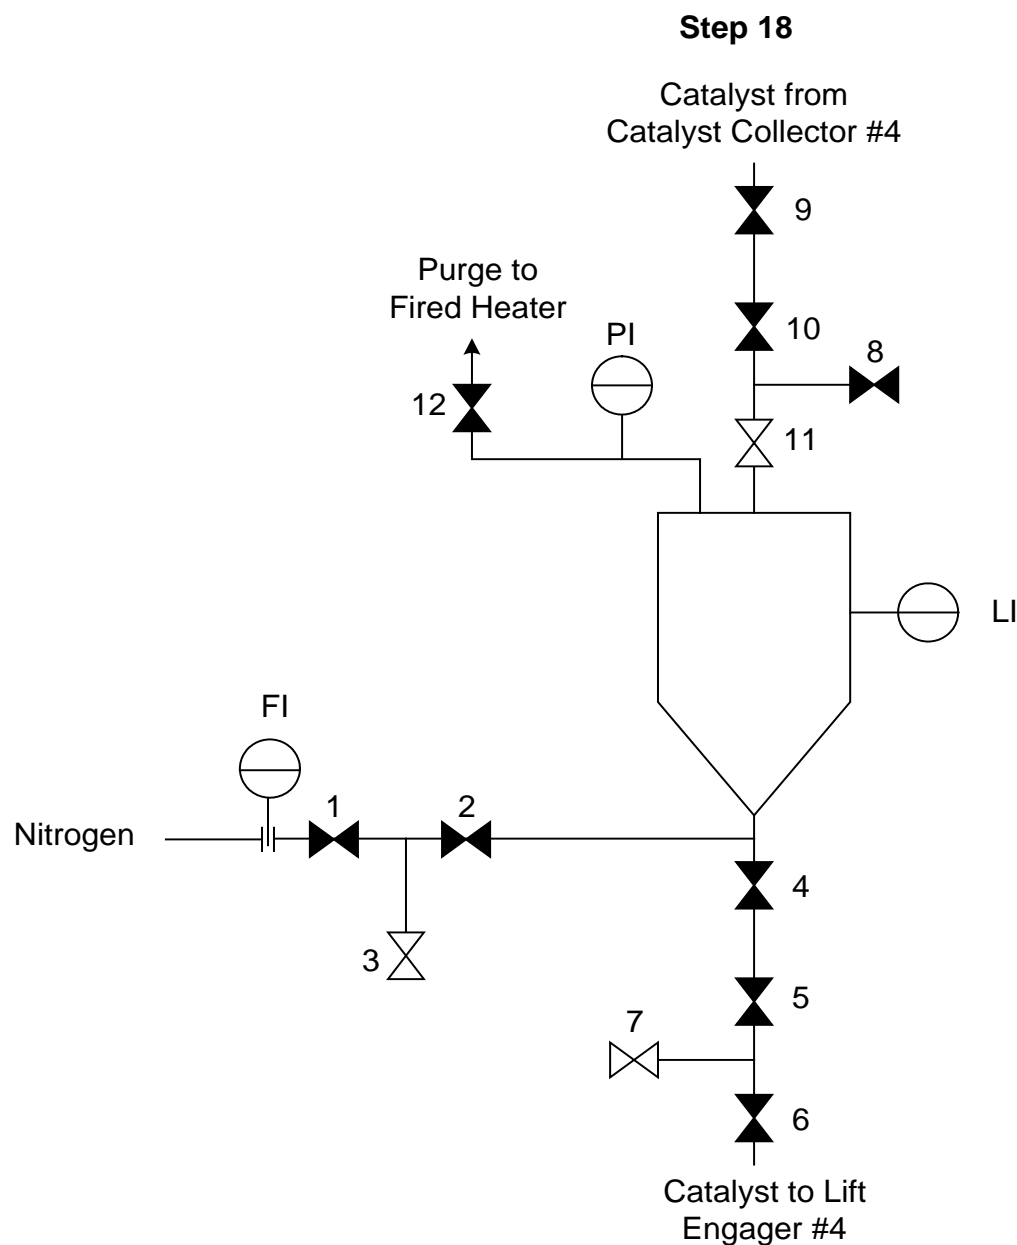 Step 18
Catalyst from
Catalyst Collector #4
9
Purge to
Fired Heater
PI
10
8
12
11
LI
FI
1
2
Nitrogen
4
3
5
7
6
Catalyst to Lift
Engager #4